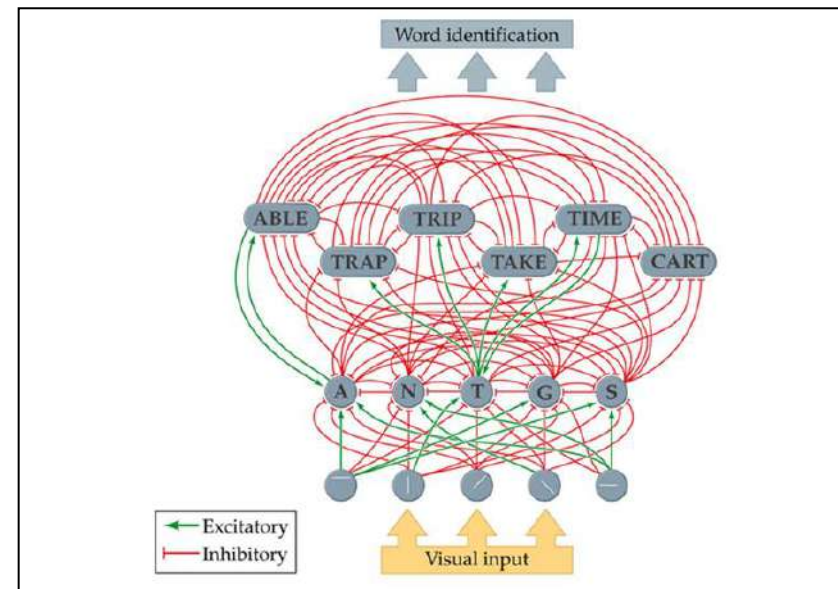 Word identification
ABLE
TRIP
TIME
TRAP
TAKE
CART
A N T G S
Excitatory
Inhibitory
Visual input